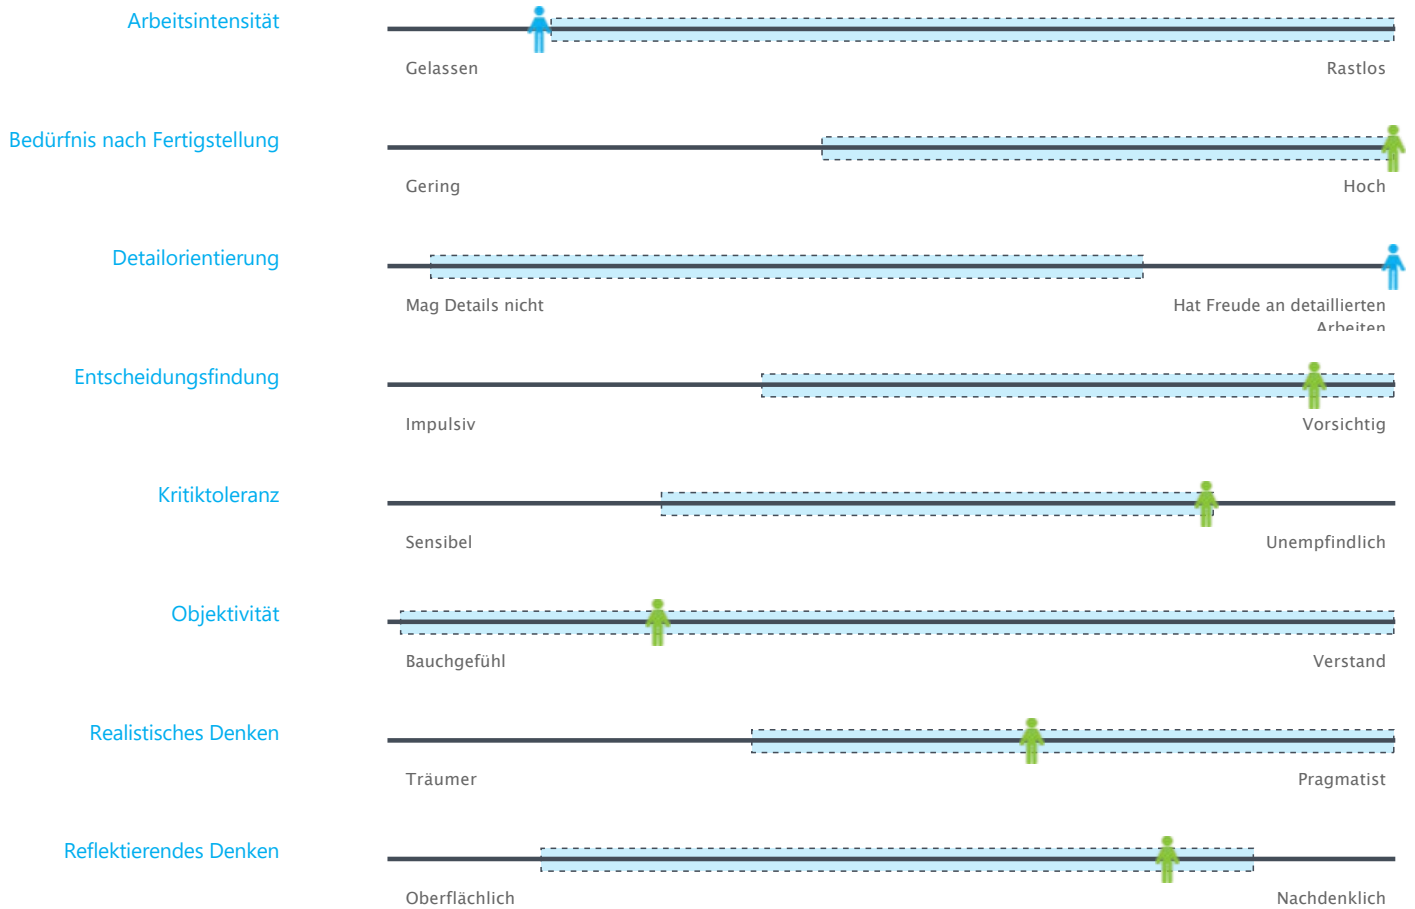 Arbeitsintensität
Gelassen Rastlos
Bedürfnis nach Fertigstellung
Gering Hoch
Detailorientierung
Mag Details nicht Hat Freude an detaillierten
Arbeiten
Entscheidungsfindung
Impulsiv Vorsichtig
Kritiktoleranz
Sensibel Unempfindlich
Objektivität
Bauchgefühl Verstand
Realistisches Denken
Träumer Pragmatist
Reflektierendes Denken
Oberflächlich Nachdenklich